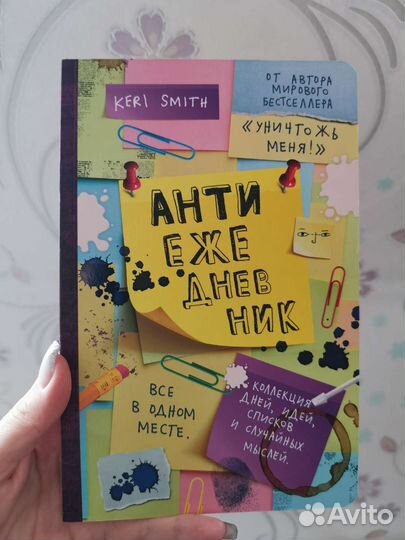 KERI SMITH
ОТ АВТОРА
МИРОВОГО
БЕСТСЕЛЛЕРА
«УНИЧТОЖЬ
МЕНЯ!»
АНТИ
ЕЖЕ
ДНЕВ
НИК
ВСЕ
В ОДНОМ
МЕСТЕ.
КОЛЛЕКЦИЯ
ДНЕЙ, ИДЕЙ,
СПИСКОВ
И СЛУЧАЙНЫХ
МЫСЛЕЙ.
Avito